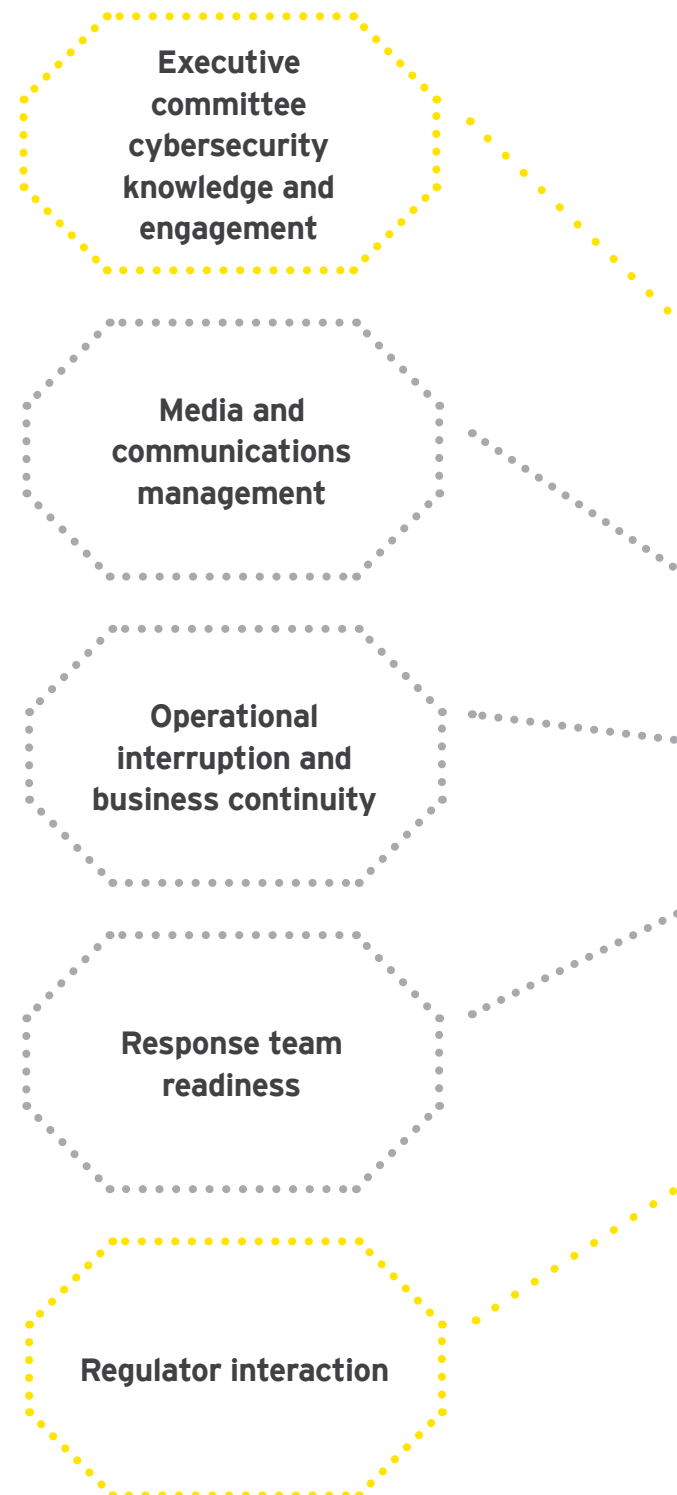 Executive
committee
cybersecurity
knowledge and
engagement
Media and
communications
management
Operational
interruption and
business continuity
Response team
readiness
Regulator interaction